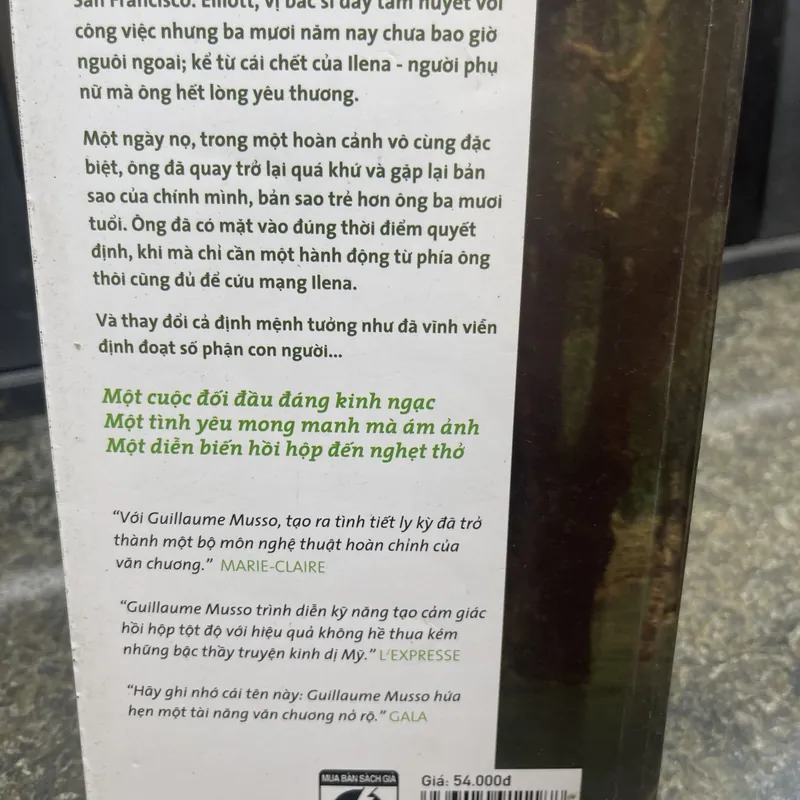 San Francisco. Elliott, vị bác sĩ đầy tâm huyết với
công việc nhưng ba mươi năm nay chưa bao giờ
nguôi ngoai; kể từ cái chết của Ilena - người phụ
nữ mà ông hết lòng yêu thương.
Một ngày nọ, trong một hoàn cảnh vô cùng đặc
biệt, ông đã quay trở lại quá khứ và gặp lại bản
sao của chính mình, bản sao trẻ hơn ông ba mươi
tuổi. Ông đã có mặt vào đúng thời điểm quyết
định, khi mà chỉ cần một hành động từ phía ông
thôi cũng đủ để cứu mạng Ilena.
Và thay đổi cả định mệnh tưởng như đã vĩnh viễn
định đoạt số phận con người...
Một cuộc đối đầu đáng kinh ngạc
Một tình yêu mong manh mà ám ảnh
Một diễn biến hồi hộp đến nghẹt thở
“Với Guillaume Musso, tạo ra tình tiết ly kỳ đã trở
thành một bộ môn nghệ thuật hoàn chỉnh của
văn chương.” MARIE-CLAIRE
“Guillaume Musso trình diễn kỹ năng tạo cảm giác
hồi hộp tột độ với hiệu quả không hề thua kém
những bậc thầy truyện kinh dị Mỹ.” L'EXPRESSE
“Hãy ghi nhớ cái tên này: Guillaume Musso hứa
hẹn một tài năng văn chương nở rộ.” GALA
MUA BÁN SÁCH GIẢ
Giá: 54.000đ